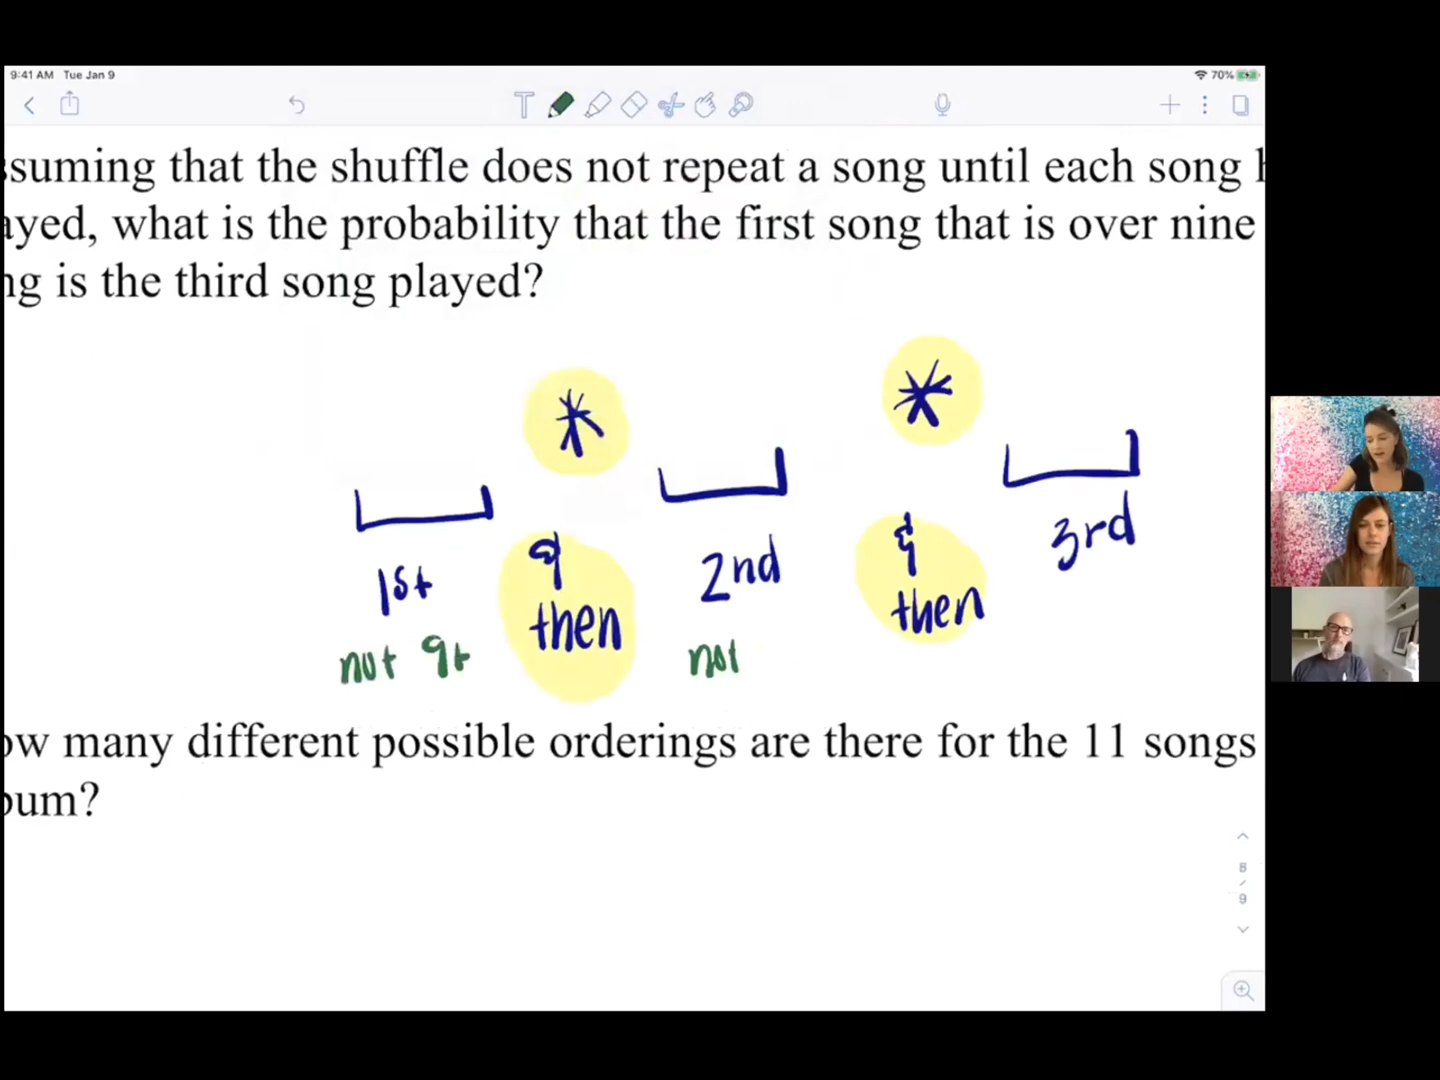 9:41 AM Tue Jan 9
70%
ssuming that the shuffle does not repeat a song until each song h
ayed, what is the probability that the first song that is over nine
ng is the third song played?
* *
1st & then 2nd & then 3rd
not 9+ not
ow many different possible orderings are there for the 11 songs
bum?
5
/
9